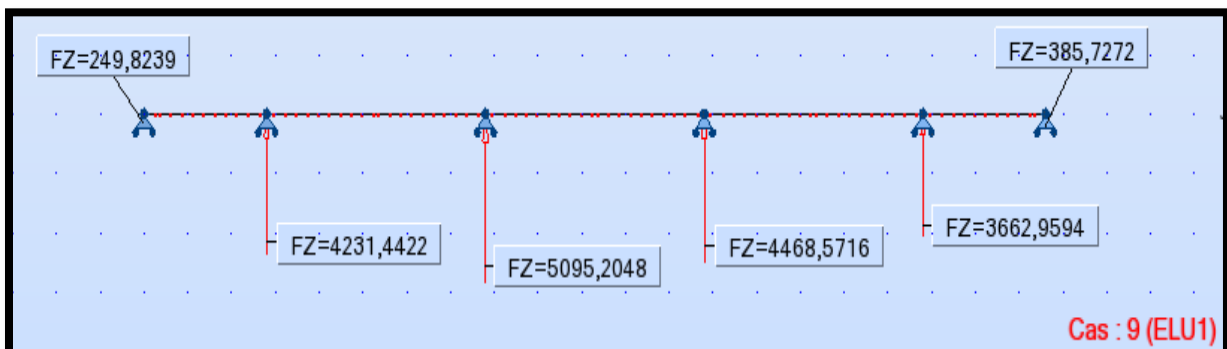 FZ=249,8239
FZ=385,7272
FZ=4231,4422
FZ=5095,2048
FZ=4468,5716
FZ=3662,9594
Cas : 9 (ELU1)